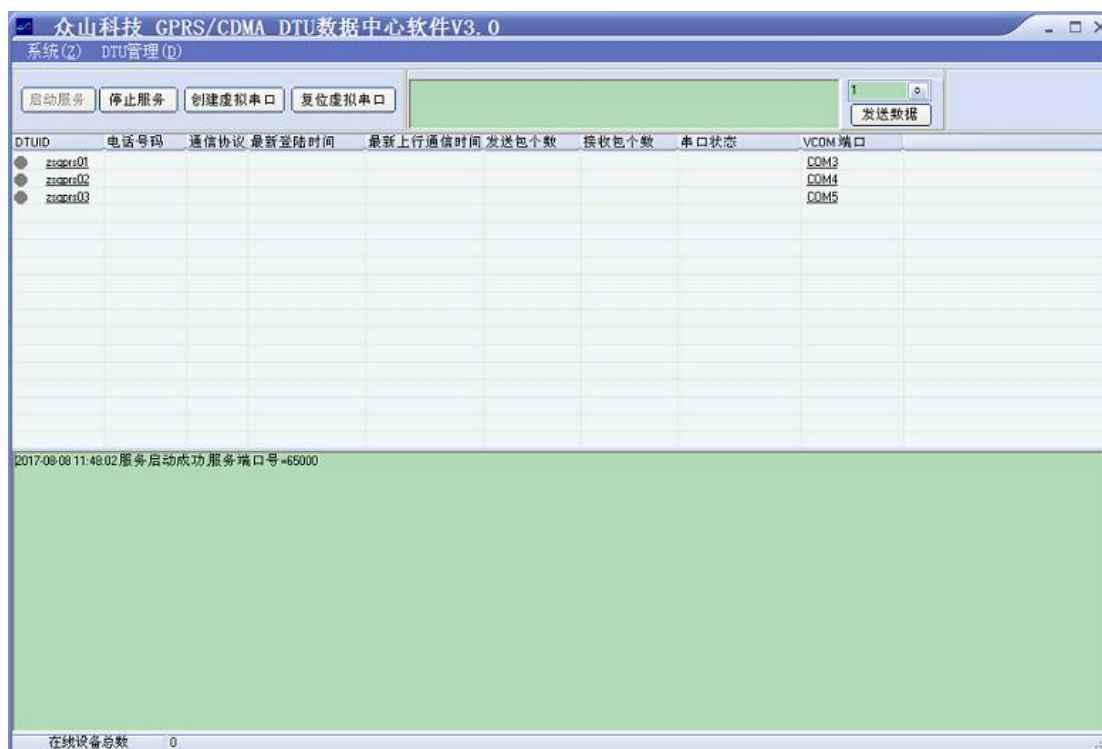 众山科技 GPRS/CDMA DTU数据中心软件V3.0
系统(Z) DTU管理(D)
启动服务 停止服务 创建虚拟串口 复位虚拟串口 1
发送数据
DTUID 电话号码 通信协议 最新登陆时间 最新上行通信时间 发送包个数 接收包个数 串口状态 VCOM端口
zsgprs01 COM3
zsgprs02 COM4
zsgprs03 COM5
2017-08-08 11:48:02服务启动成功,服务端口号=65000
在线设备总数 0